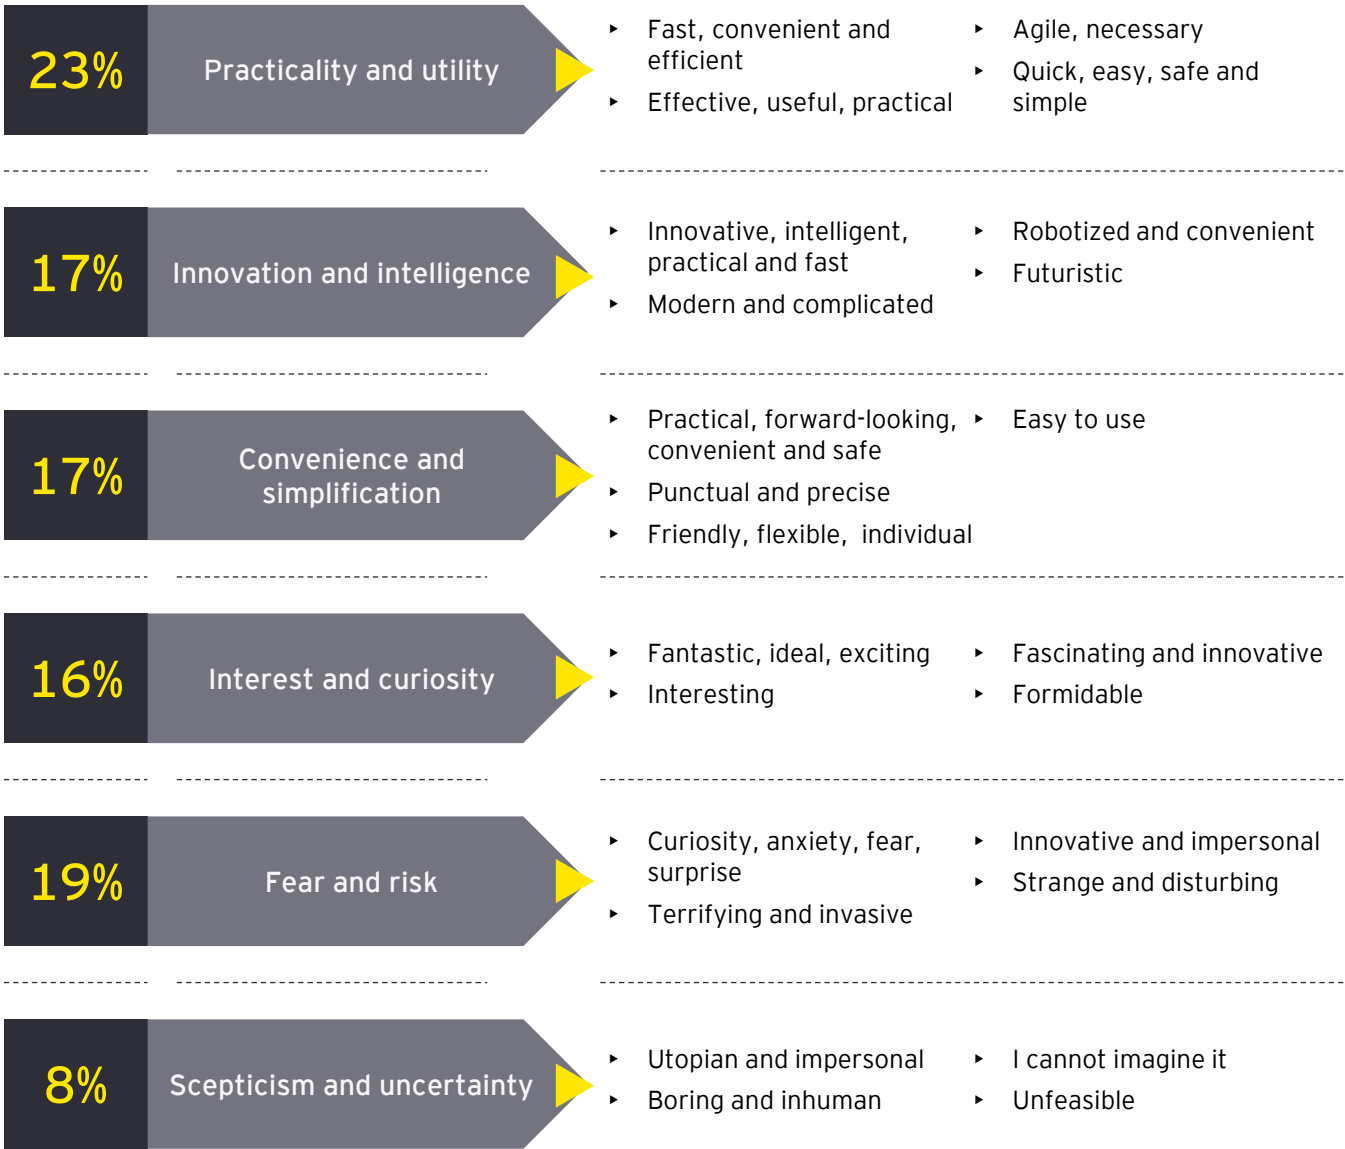 23%
Practicality and utility
▸ Fast, convenient and
efficient
▸ Effective, useful, practical
▸ Agile, necessary
▸ Quick, easy, safe and
simple
17%
Innovation and intelligence
▸ Innovative, intelligent,
practical and fast
▸ Modern and complicated
▸ Robotized and convenient
▸ Futuristic
17%
Convenience and
simplification
▸ Practical, forward-looking,
convenient and safe
▸ Punctual and precise
▸ Friendly, flexible, individual
▸ Easy to use
16%
Interest and curiosity
▸ Fantastic, ideal, exciting
▸ Interesting
▸ Fascinating and innovative
▸ Formidable
19%
Fear and risk
▸ Curiosity, anxiety, fear,
surprise
▸ Terrifying and invasive
▸ Innovative and impersonal
▸ Strange and disturbing
8%
Scepticism and uncertainty
▸ Utopian and impersonal
▸ Boring and inhuman
▸ I cannot imagine it
▸ Unfeasible